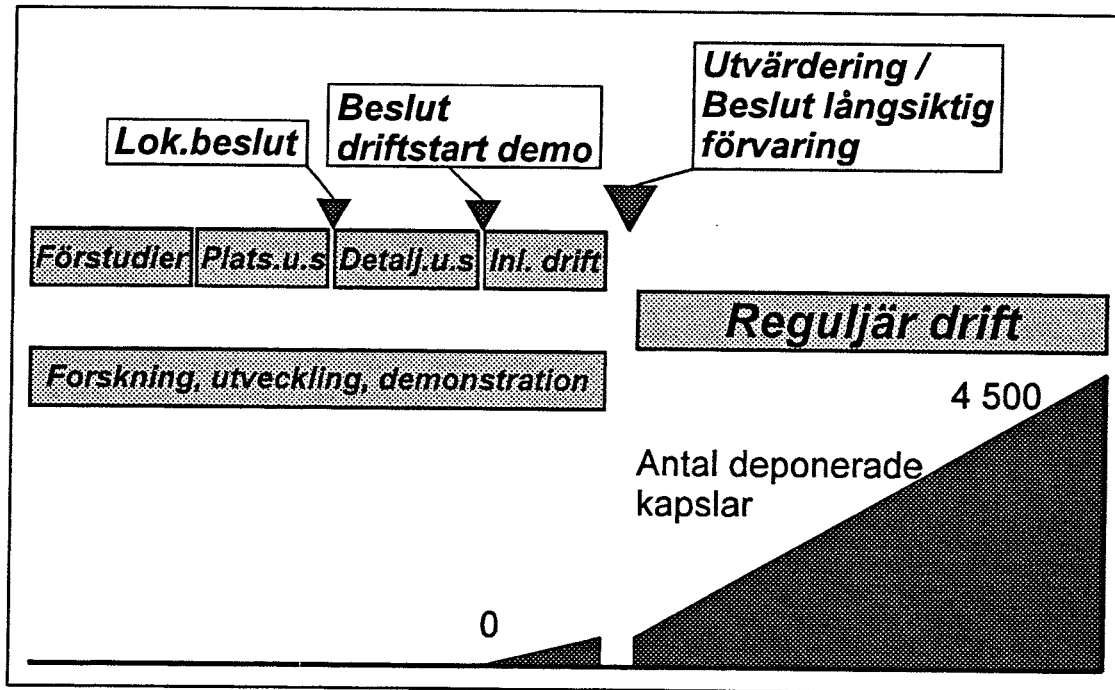 Utvärdering /
Beslut långsiktig
förvaring
Beslut
driftstart demo
Lok.beslut
Förstudier
Plats.u.s
Detalj.u.s
Inl. drift
Reguljär drift
Forskning, utveckling, demonstration
4 500
Antal deponerade
kapslar
0